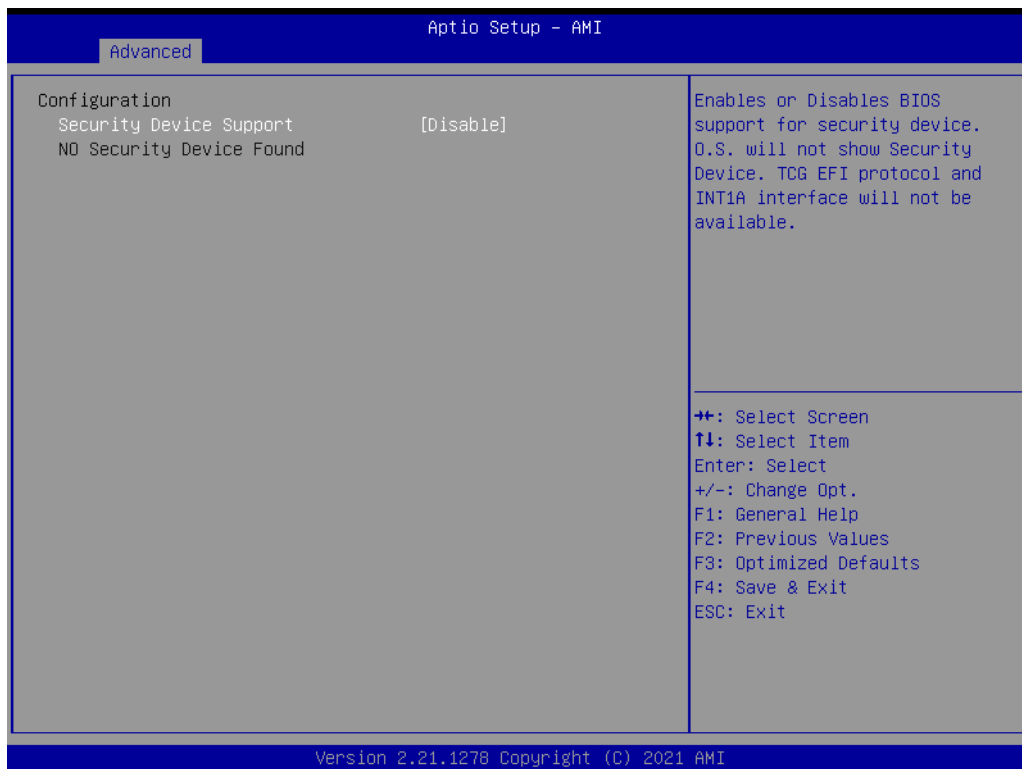 Aptio Setup – AMI
Advanced
Configuration
Security Device Support [Disable]
NO Security Device Found
Enables or Disables BIOS
support for security device.
O.S. will not show Security
Device. TCG EFI protocol and
INT1A interface will not be
available.
→←: Select Screen
↑↓: Select Item
Enter: Select
+/-: Change Opt.
F1: General Help
F2: Previous Values
F3: Optimized Defaults
F4: Save & Exit
ESC: Exit
Version 2.21.1278 Copyright (C) 2021 AMI